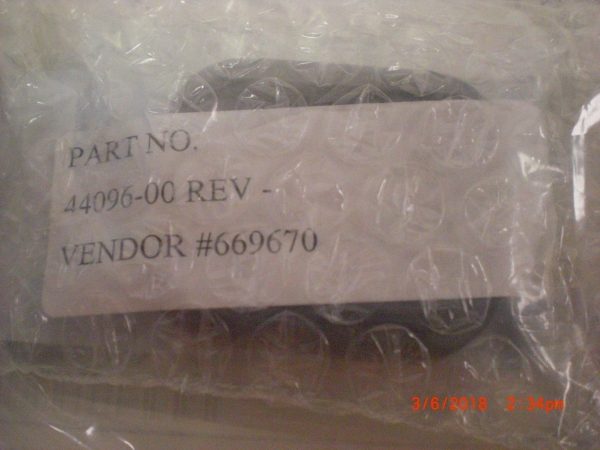 PART NO.
44096-00 REV -
VENDOR #669670
3/6/2018 2:34pm